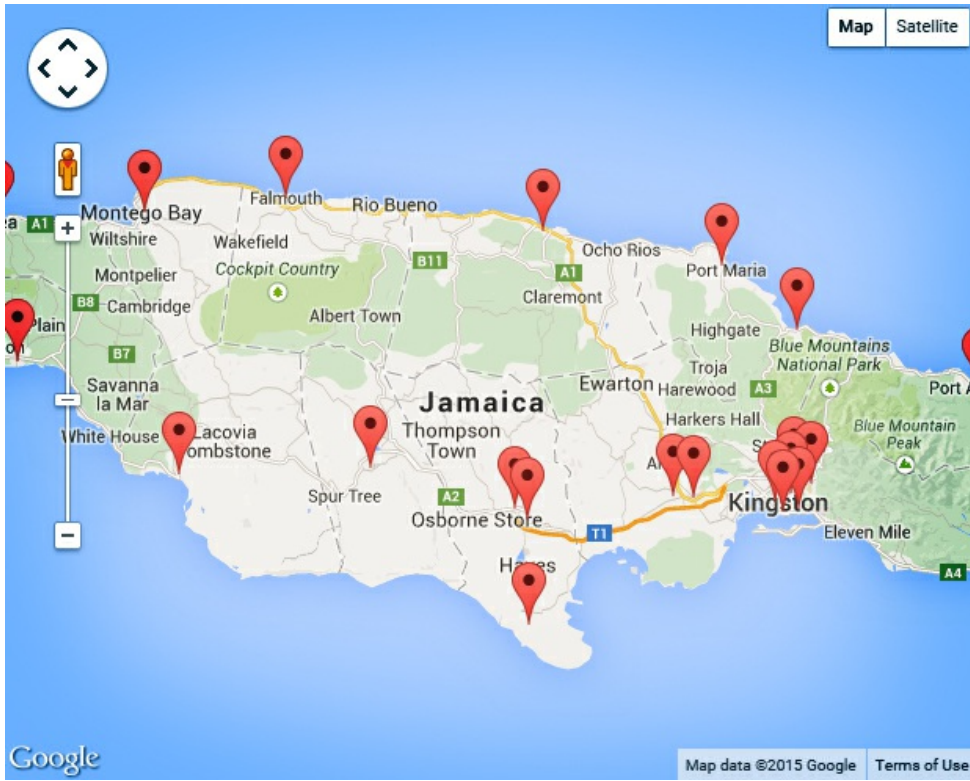 Map
Satellite
Falmouth
Rio Bueno
Montego Bay
A1
Wiltshire
Wakefield
B11
Ocho Rios
Port Maria
Cockpit Country
A1
Montpelier
B8
Cambridge
Claremont
Plain
Albert Town
Highgate
Blue Mountains
National Park
B7
Troja
Savanna
la Mar
Ewarton
Harewood
A3
Port A
Jamaica
Harkers Hall
White House
Lacovia
ombstone
Thompson
Town
Blue Mountain
Peak
Spur Tree
A2
Osborne Store
Kingston
T1
Eleven Mile
Hayes
A4
Google
Map data ©2015 Google
Terms of Use